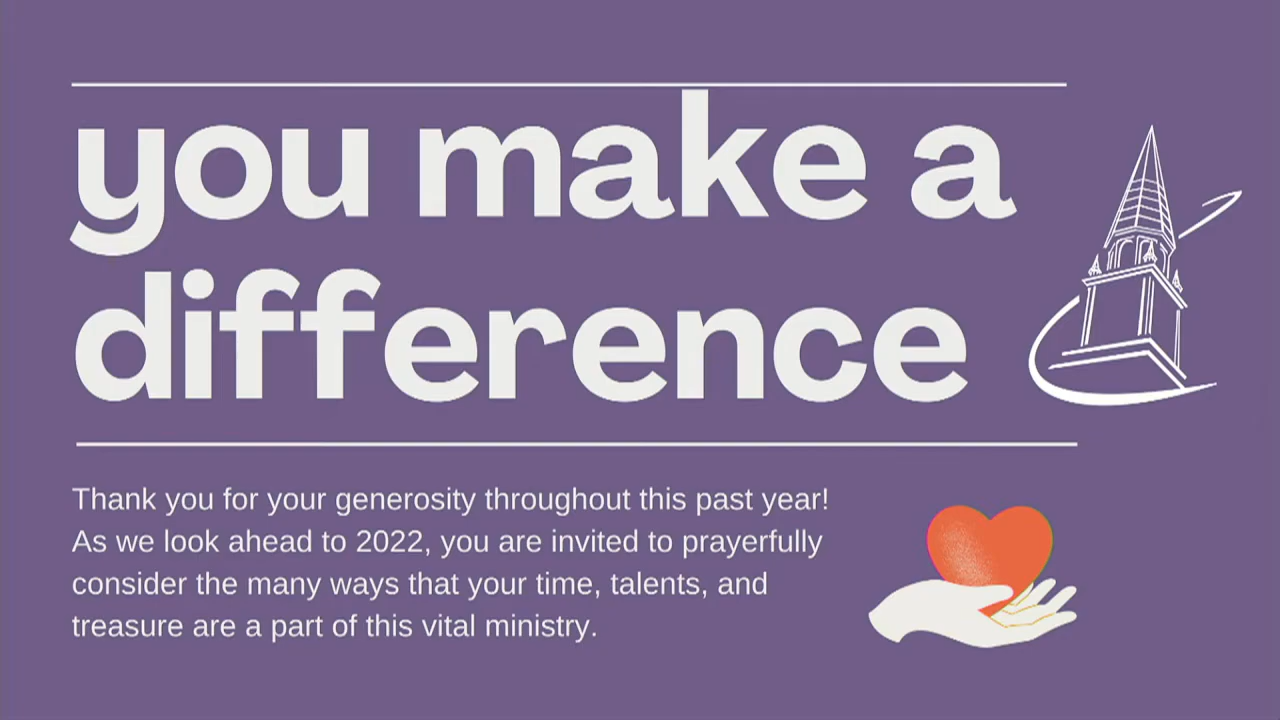 you make a
difference
Thank you for your generosity throughout this past year!
As we look ahead to 2022, you are invited to prayerfully
consider the many ways that your time, talents, and
treasure are a part of this vital ministry.